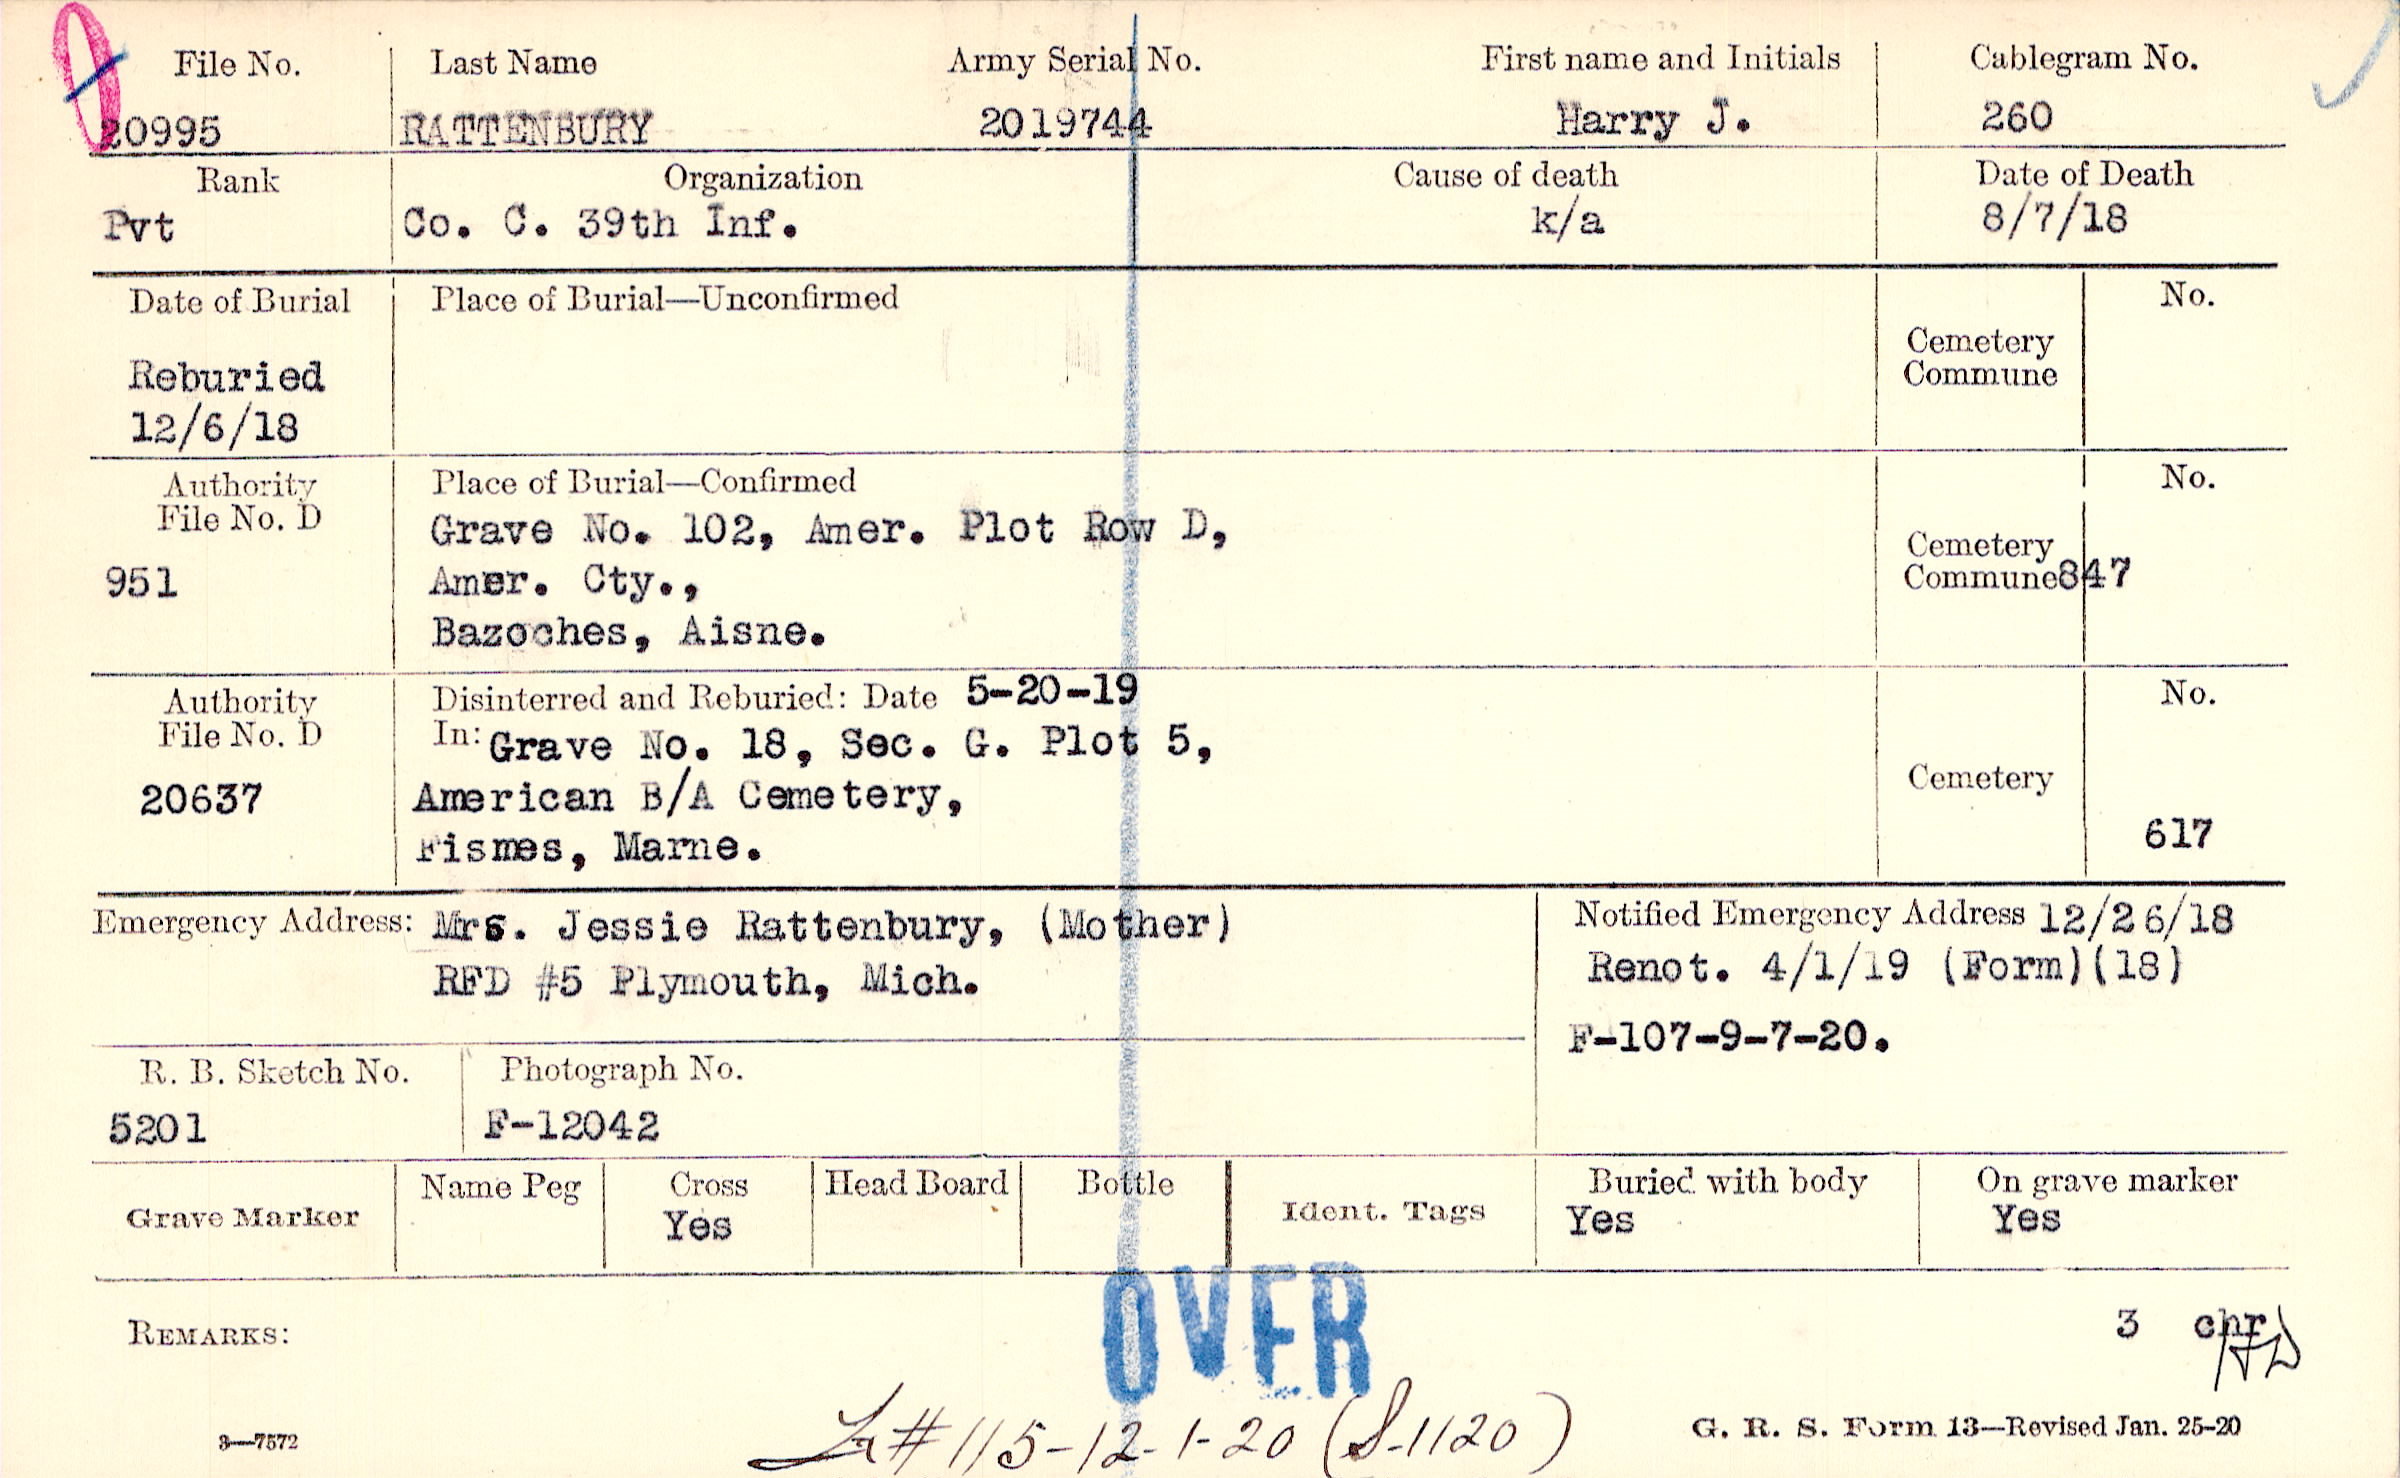 File No. Last Name Army Serial No. First name and Initials Cablegram No.
20995 RATTENBURY 2019744 Harry J. 260
Rank Organization Cause of death Date of Death
Pvt Co. C. 39th Inf. k/a 8/7/18
Date of Burial Place of Burial—Unconfirmed No.
Cemetery
Commune
Reburied
12/6/18
Authority Place of Burial—Confirmed No.
File No. D Grave No. 102, Amer. Plot Row D,
Cemetery
951 Amer. Cty., Commune 847
Bazoches, Aisne.
Authority Disinterred and Reburied: Date 5-20-19 No.
File No. D In: Grave No. 18, Sec. G. Plot 5,
Cemetery
20637 American B/A Cemetery,
Fismes, Marne. 617
Emergency Address: Mrs. Jessie Rattenbury, (Mother) Notified Emergency Address 12/26/18
RFD #5 Plymouth, Mich. Renot. 4/1/19 (Form)(18)
F-107-9-7-20.
R. B. Sketch No. Photograph No.
5201 F-12042
Name Peg Cross Head Board Bottle Buried with body On grave marker
Grave Marker Yes Ident. Tags Yes Yes
OVER
REMARKS: 3 chr
#115-12-1-20 (S-1120)
3—7572 G. R. S. Form 13—Revised Jan. 25-20